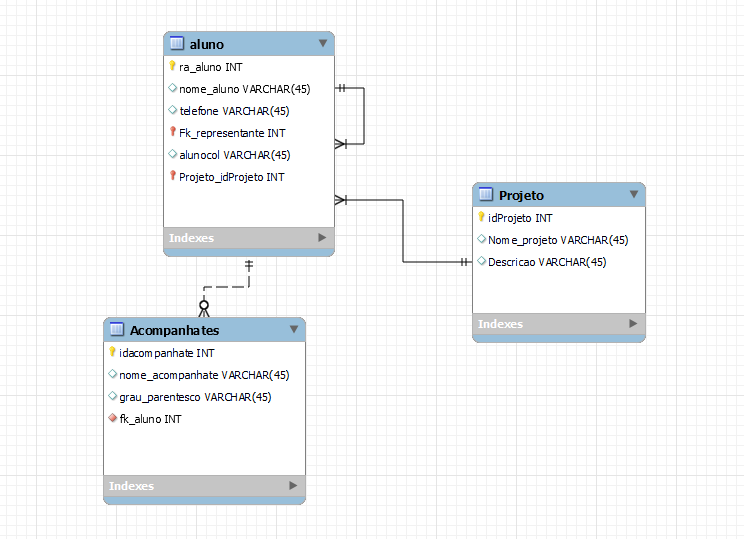 aluno
ra_aluno INT
nome_aluno VARCHAR(45)
telefone VARCHAR(45)
Fk_representante INT
alunocol VARCHAR(45)
Projeto_idProjeto INT
Indexes
Projeto
idProjeto INT
Nome_projeto VARCHAR(45)
Descricao VARCHAR(45)
Indexes
Acompanhates
idacompanhate INT
nome_acompanhate VARCHAR(45)
grau_parentesco VARCHAR(45)
fk_aluno INT
Indexes